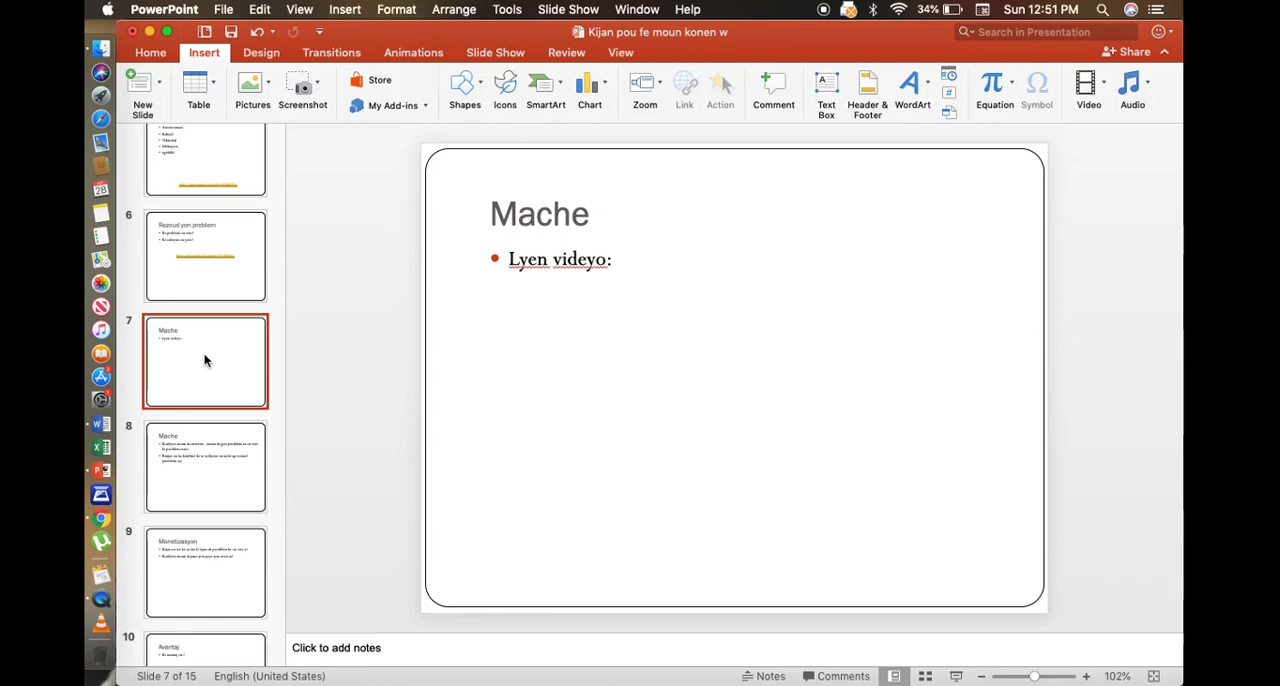 PowerPoint File Edit View Insert Format Arrange Tools Slide Show Window Help 34% Sun 12:51 PM
Kijan pou fe moun konen w
Search in Presentation
Home Insert Design Transitions Animations Slide Show Review View Share
New Slide
Table
Pictures
Screenshot
Store
My Add-ins
Shapes
Icons
SmartArt
Chart
Zoom
Link
Action
Comment
Text Box
Header & Footer
WordArt
Equation
Symbol
Video
Audio
6
Rezoud yon problem
7
Mache
Lyen videyo
8
Mache
9
Monetizasyon
10
Avantaj
Mache
• Lyen videyo:
Click to add notes
Slide 7 of 15 English (United States) Notes Comments 102%